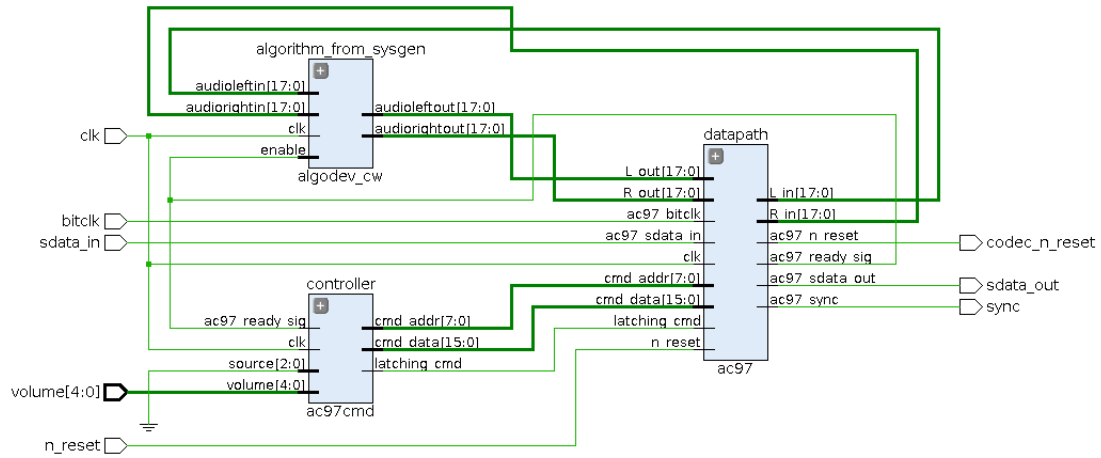 algorithm_from_sysgen
audioleftin[17:0]
audiorightin[17:0]
clk
enable
audioleftout[17:0]
audiorightout[17:0]
algodev_cw
clk
bitclk
sdata_in
datapath
L_out[17:0]
R_out[17:0]
ac97_bitclk
ac97_sdata_in
clk
cmd_addr[7:0]
cmd_data[15:0]
latching_cmd
n_reset
L_in[17:0]
R_in[17:0]
ac97_n_reset
ac97_ready_sig
ac97_sdata_out
ac97_sync
ac97
codec_n_reset
sdata_out
sync
controller
ac97_ready_sig
clk
source[2:0]
volume[4:0]
cmd_addr[7:0]
cmd_data[15:0]
latching_cmd
ac97cmd
volume[4:0]
n_reset